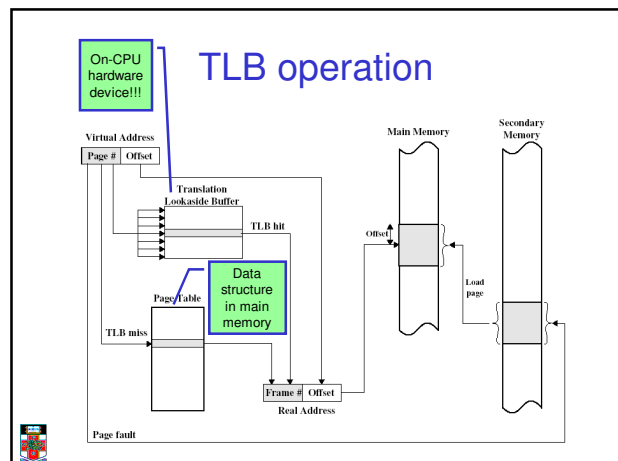 TLB operation
On-CPU
hardware
device!!!
Virtual Address
Page #
Offset
Translation
Lookaside Buffer
TLB hit
Main Memory
Secondary
Memory
Offset
Load
page
Data
structure
in main
memory
Page Table
TLB miss
Frame #
Offset
Real Address
Page fault